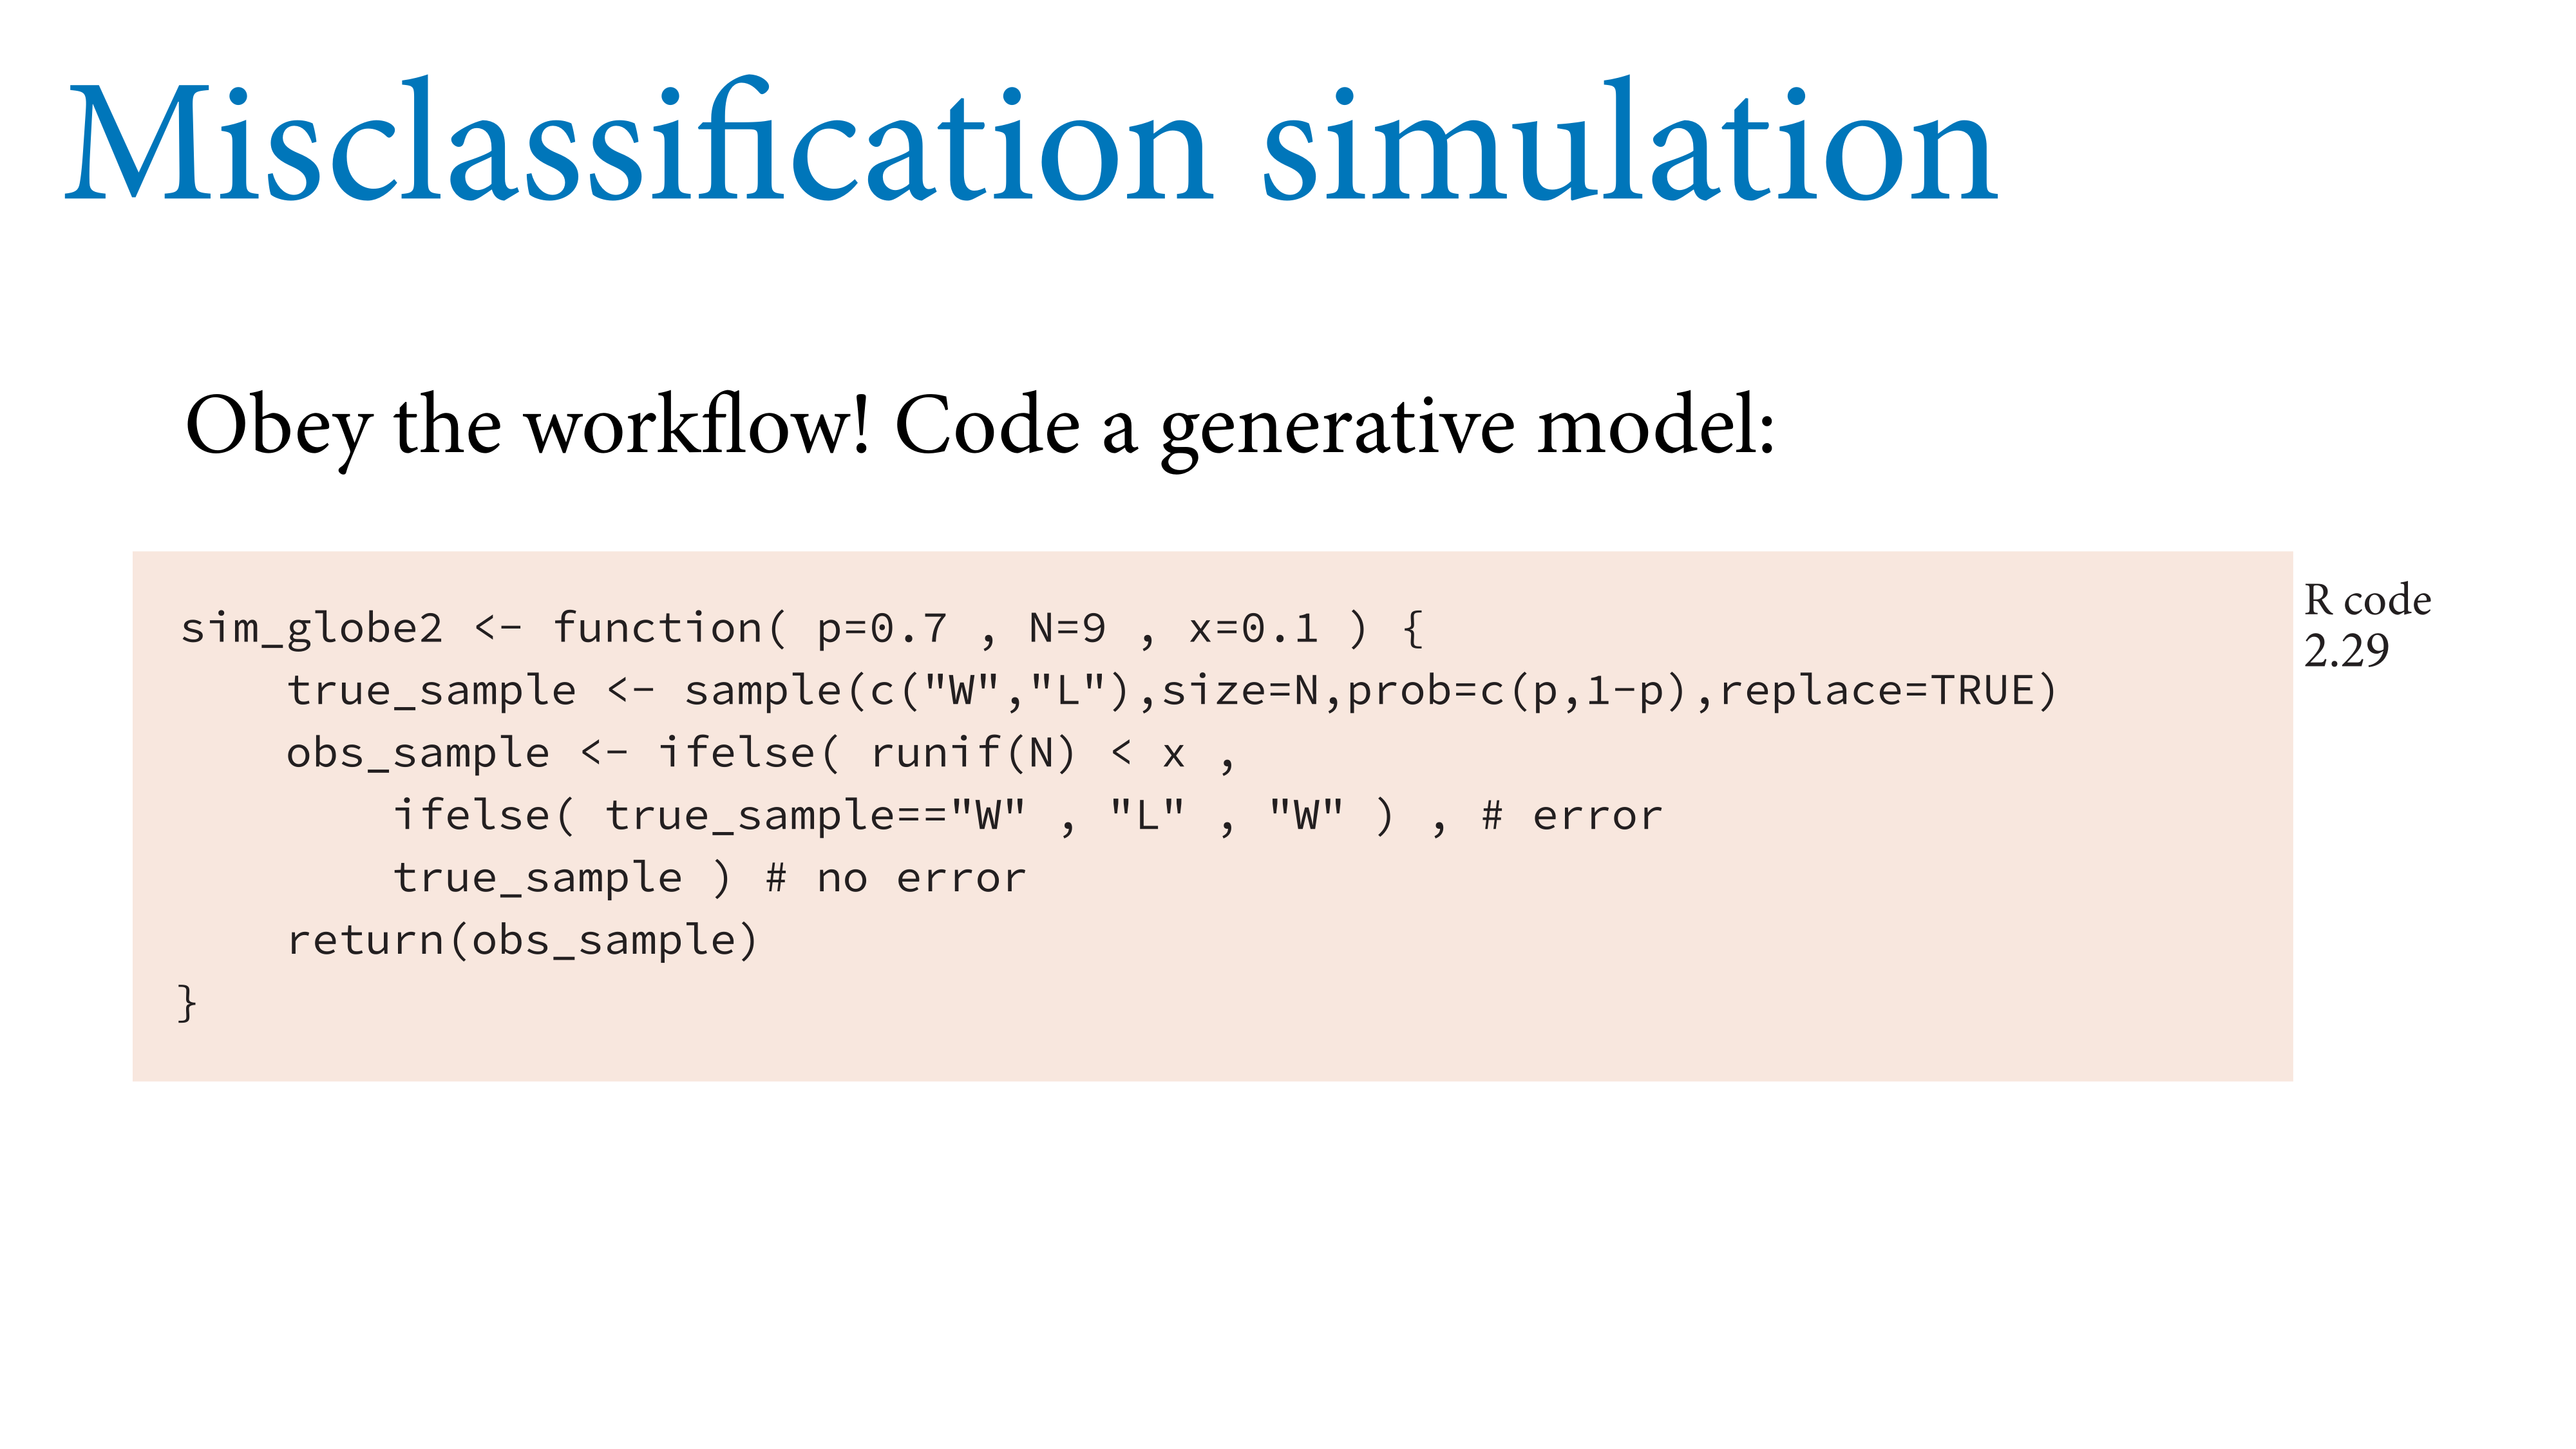 Misclassification simulation
Obey the workflow! Code a generative model:
R code
2.29
sim_globe2 <- function( p=0.7 , N=9 , x=0.1 ) {
    true_sample <- sample(c("W","L"),size=N,prob=c(p,1-p),replace=TRUE)
    obs_sample <- ifelse( runif(N) < x ,
        ifelse( true_sample=="W" , "L" , "W" ) , # error
        true_sample ) # no error
    return(obs_sample)
}